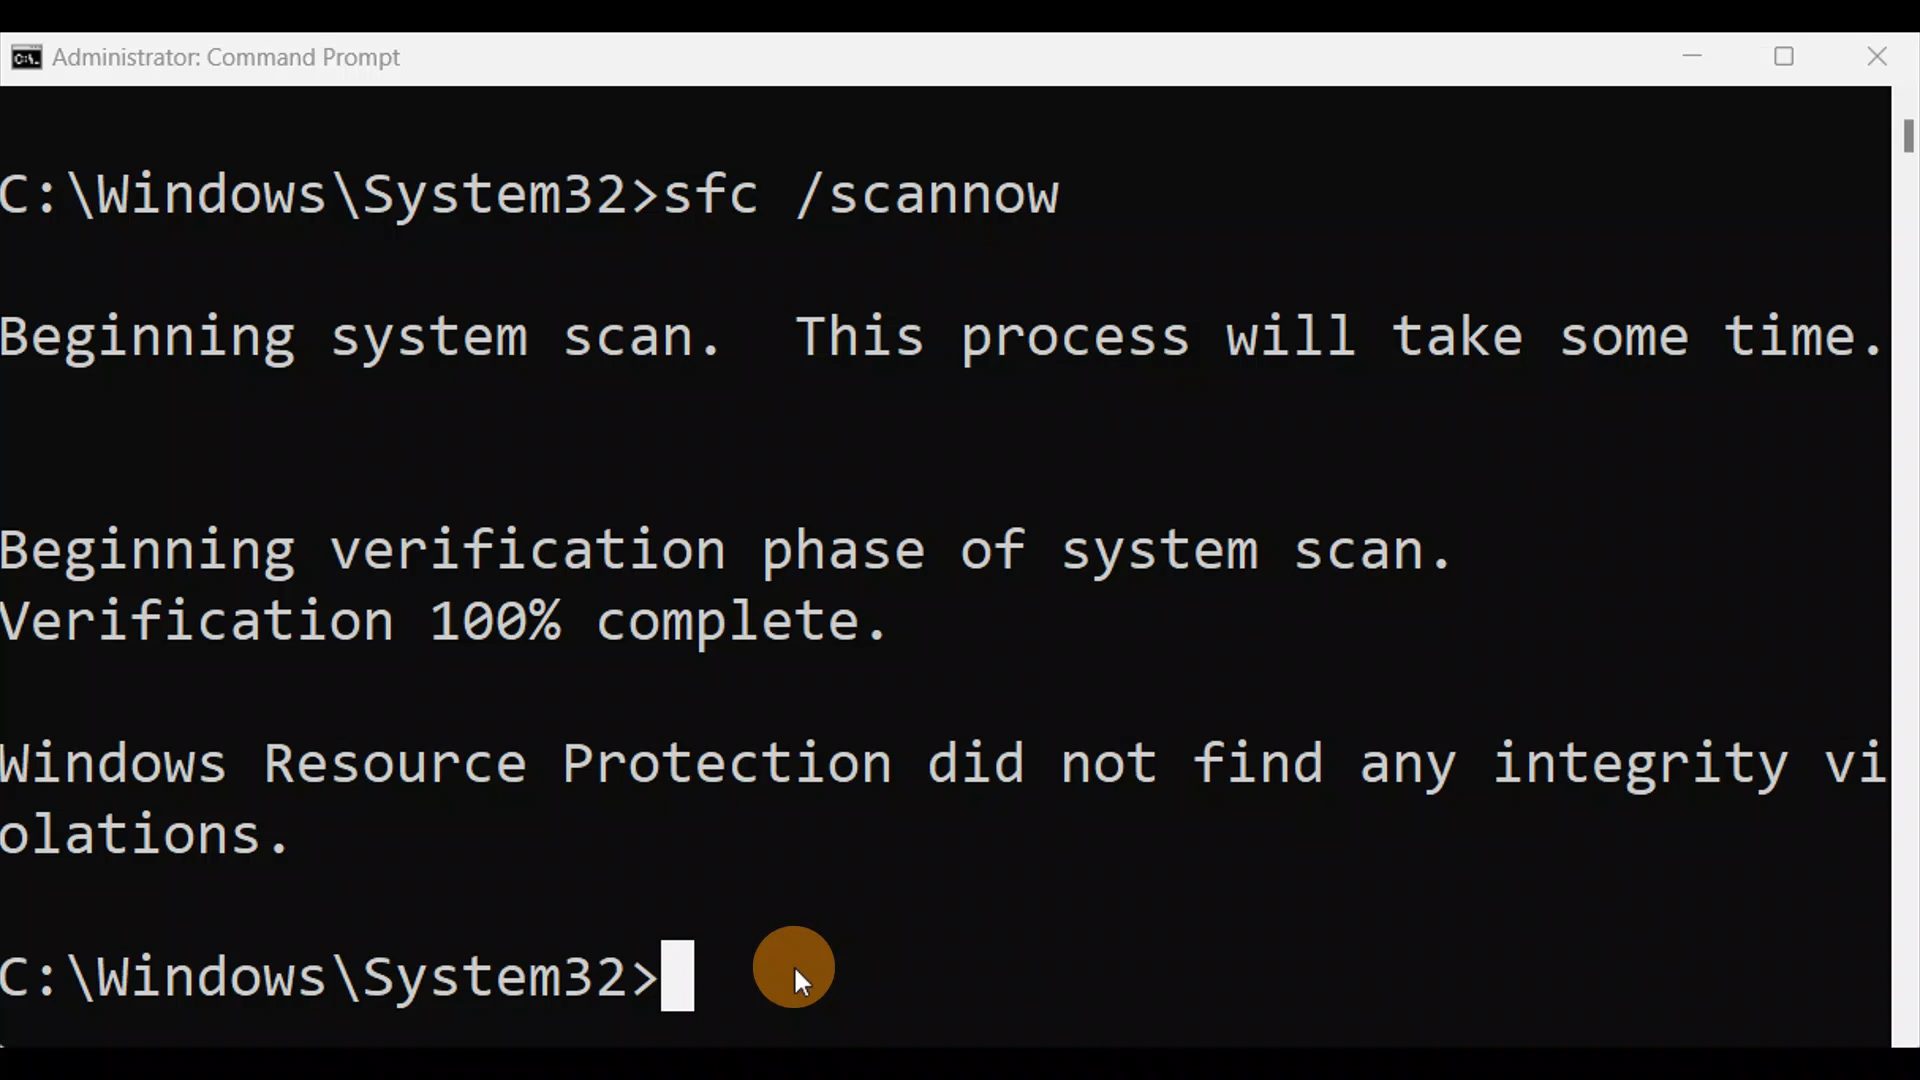 Administrator: Command Prompt
C:\Windows\System32>sfc /scannow
Beginning system scan.  This process will take some time.
Beginning verification phase of system scan.
Verification 100% complete.
Windows Resource Protection did not find any integrity vi
olations.
C:\Windows\System32>